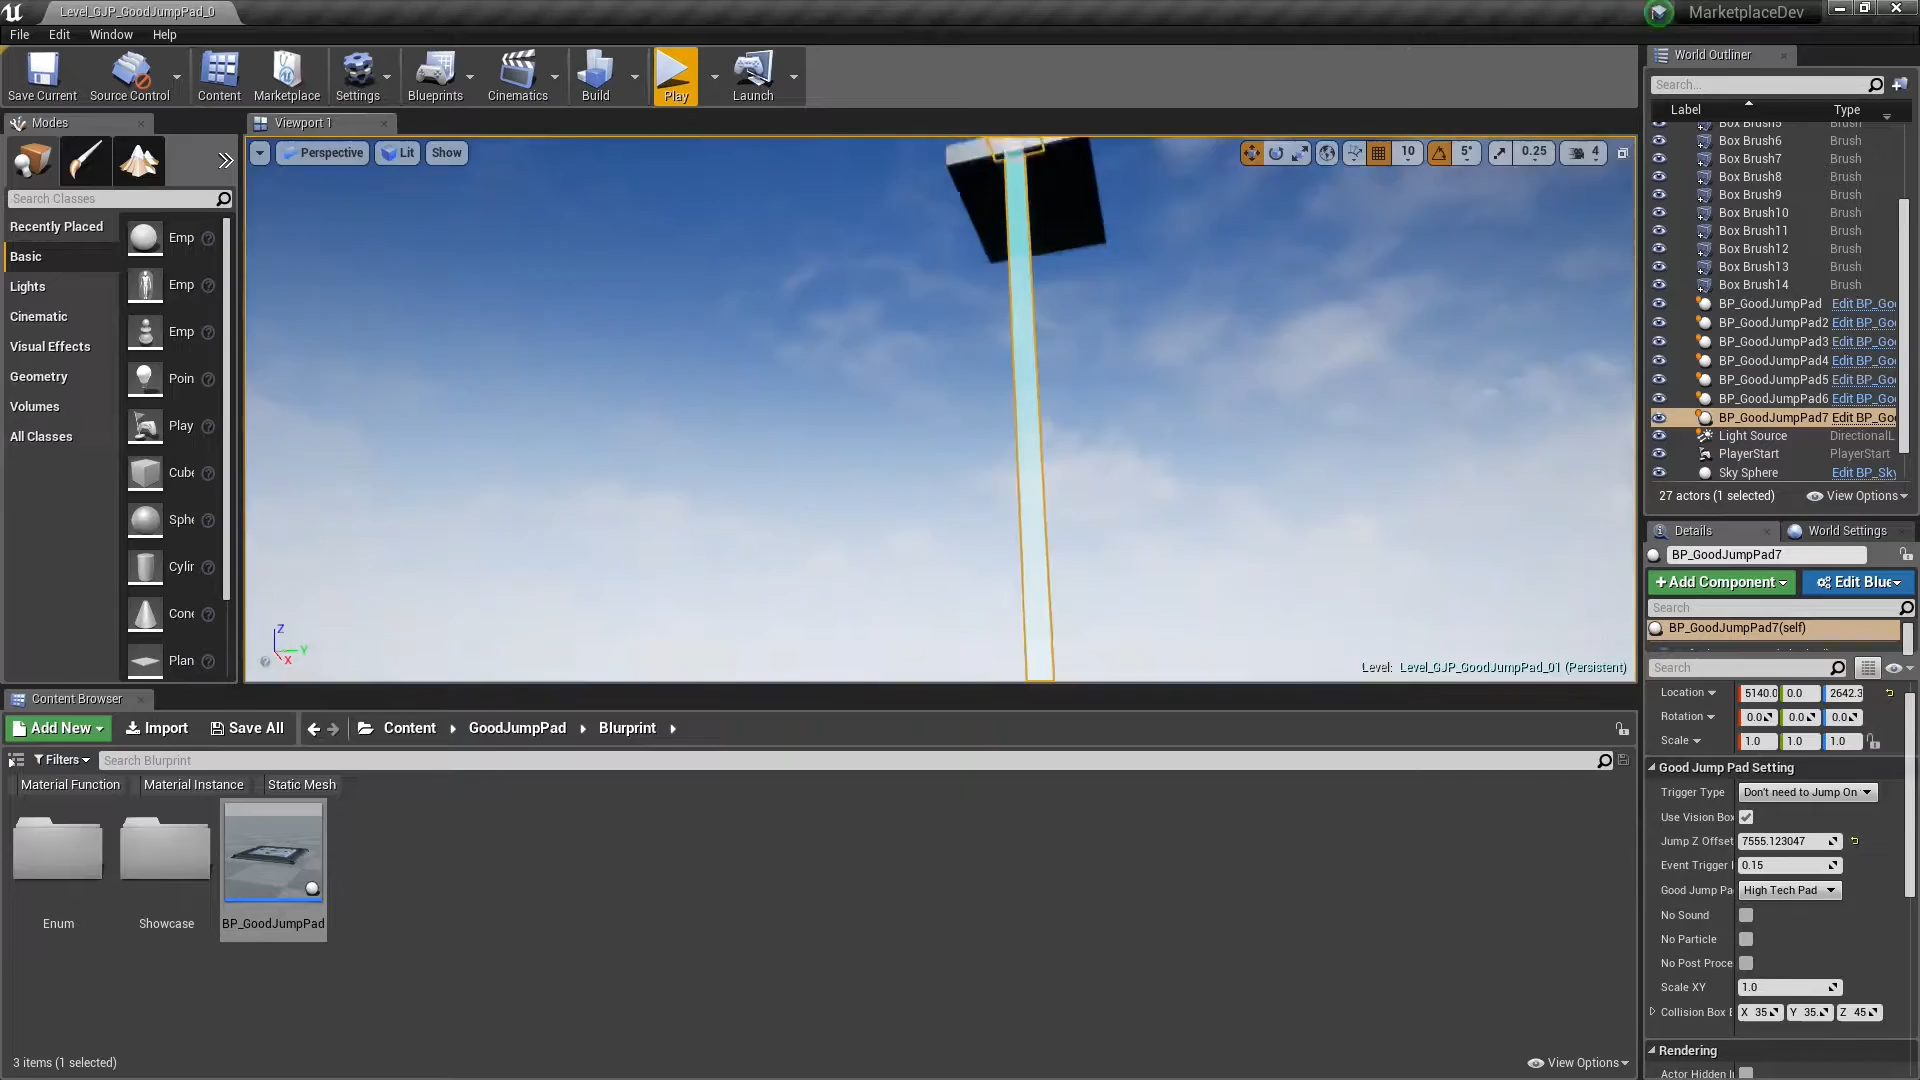 Level_GJP_GoodJumpPad_0
MarketplaceDev
File Edit Window Help
Save Current
Source Control
Content
Marketplace
Settings
Blueprints
Cinematics
Build
Play
Launch
Modes
Search Classes
Recently Placed
Basic
Lights
Cinematic
Visual Effects
Geometry
Volumes
All Classes
Emp
Emp
Emp
Poin
Play
Cube
Sphe
Cylin
Cone
Plan
Viewport 1
Perspective Lit Show
10 5° 0.25 4
Z
Y
X
Level: Level_GJP_GoodJumpPad_01 (Persistent)
World Outliner
Search...
Label Type
Box Brush5 Brush
Box Brush6 Brush
Box Brush7 Brush
Box Brush8 Brush
Box Brush9 Brush
Box Brush10 Brush
Box Brush11 Brush
Box Brush12 Brush
Box Brush13 Brush
Box Brush14 Brush
BP_GoodJumpPad Edit BP_Goo
BP_GoodJumpPad2 Edit BP_Goo
BP_GoodJumpPad3 Edit BP_Goo
BP_GoodJumpPad4 Edit BP_Goo
BP_GoodJumpPad5 Edit BP_Goo
BP_GoodJumpPad6 Edit BP_Goo
BP_GoodJumpPad7 Edit BP_Goo
Light Source DirectionalL
PlayerStart PlayerStart
Sky Sphere Edit BP_Sky
27 actors (1 selected) View Options
Details World Settings
BP_GoodJumpPad7
+Add Component Edit Blue
Search
BP_GoodJumpPad7(self)
Search
Location 5140.0 0.0 2642.3
Rotation 0.0 0.0 0.0
Scale 1.0 1.0 1.0
Good Jump Pad Setting
Trigger Type Don't need to Jump On
Use Vision Box
Jump Z Offset 7555.123047
Event Trigger 0.15
Good Jump Pa High Tech Pad
No Sound
No Particle
No Post Proce
Scale XY 1.0
Collision Box E X 35 Y 35. Z 45
Rendering
Actor Hidden In
Content Browser
Add New Import Save All Content GoodJumpPad Blurprint
Filters Search Blurprint
Material Function Material Instance Static Mesh
Enum
Showcase
BP_GoodJumpPad
3 items (1 selected)
View Options